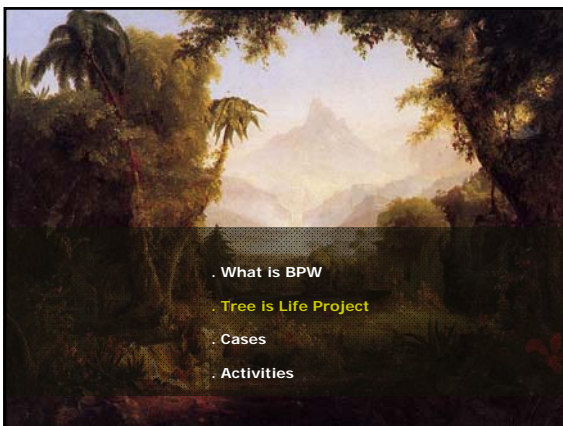 . What is BPW
. Tree is Life Project
. Cases
. Activities